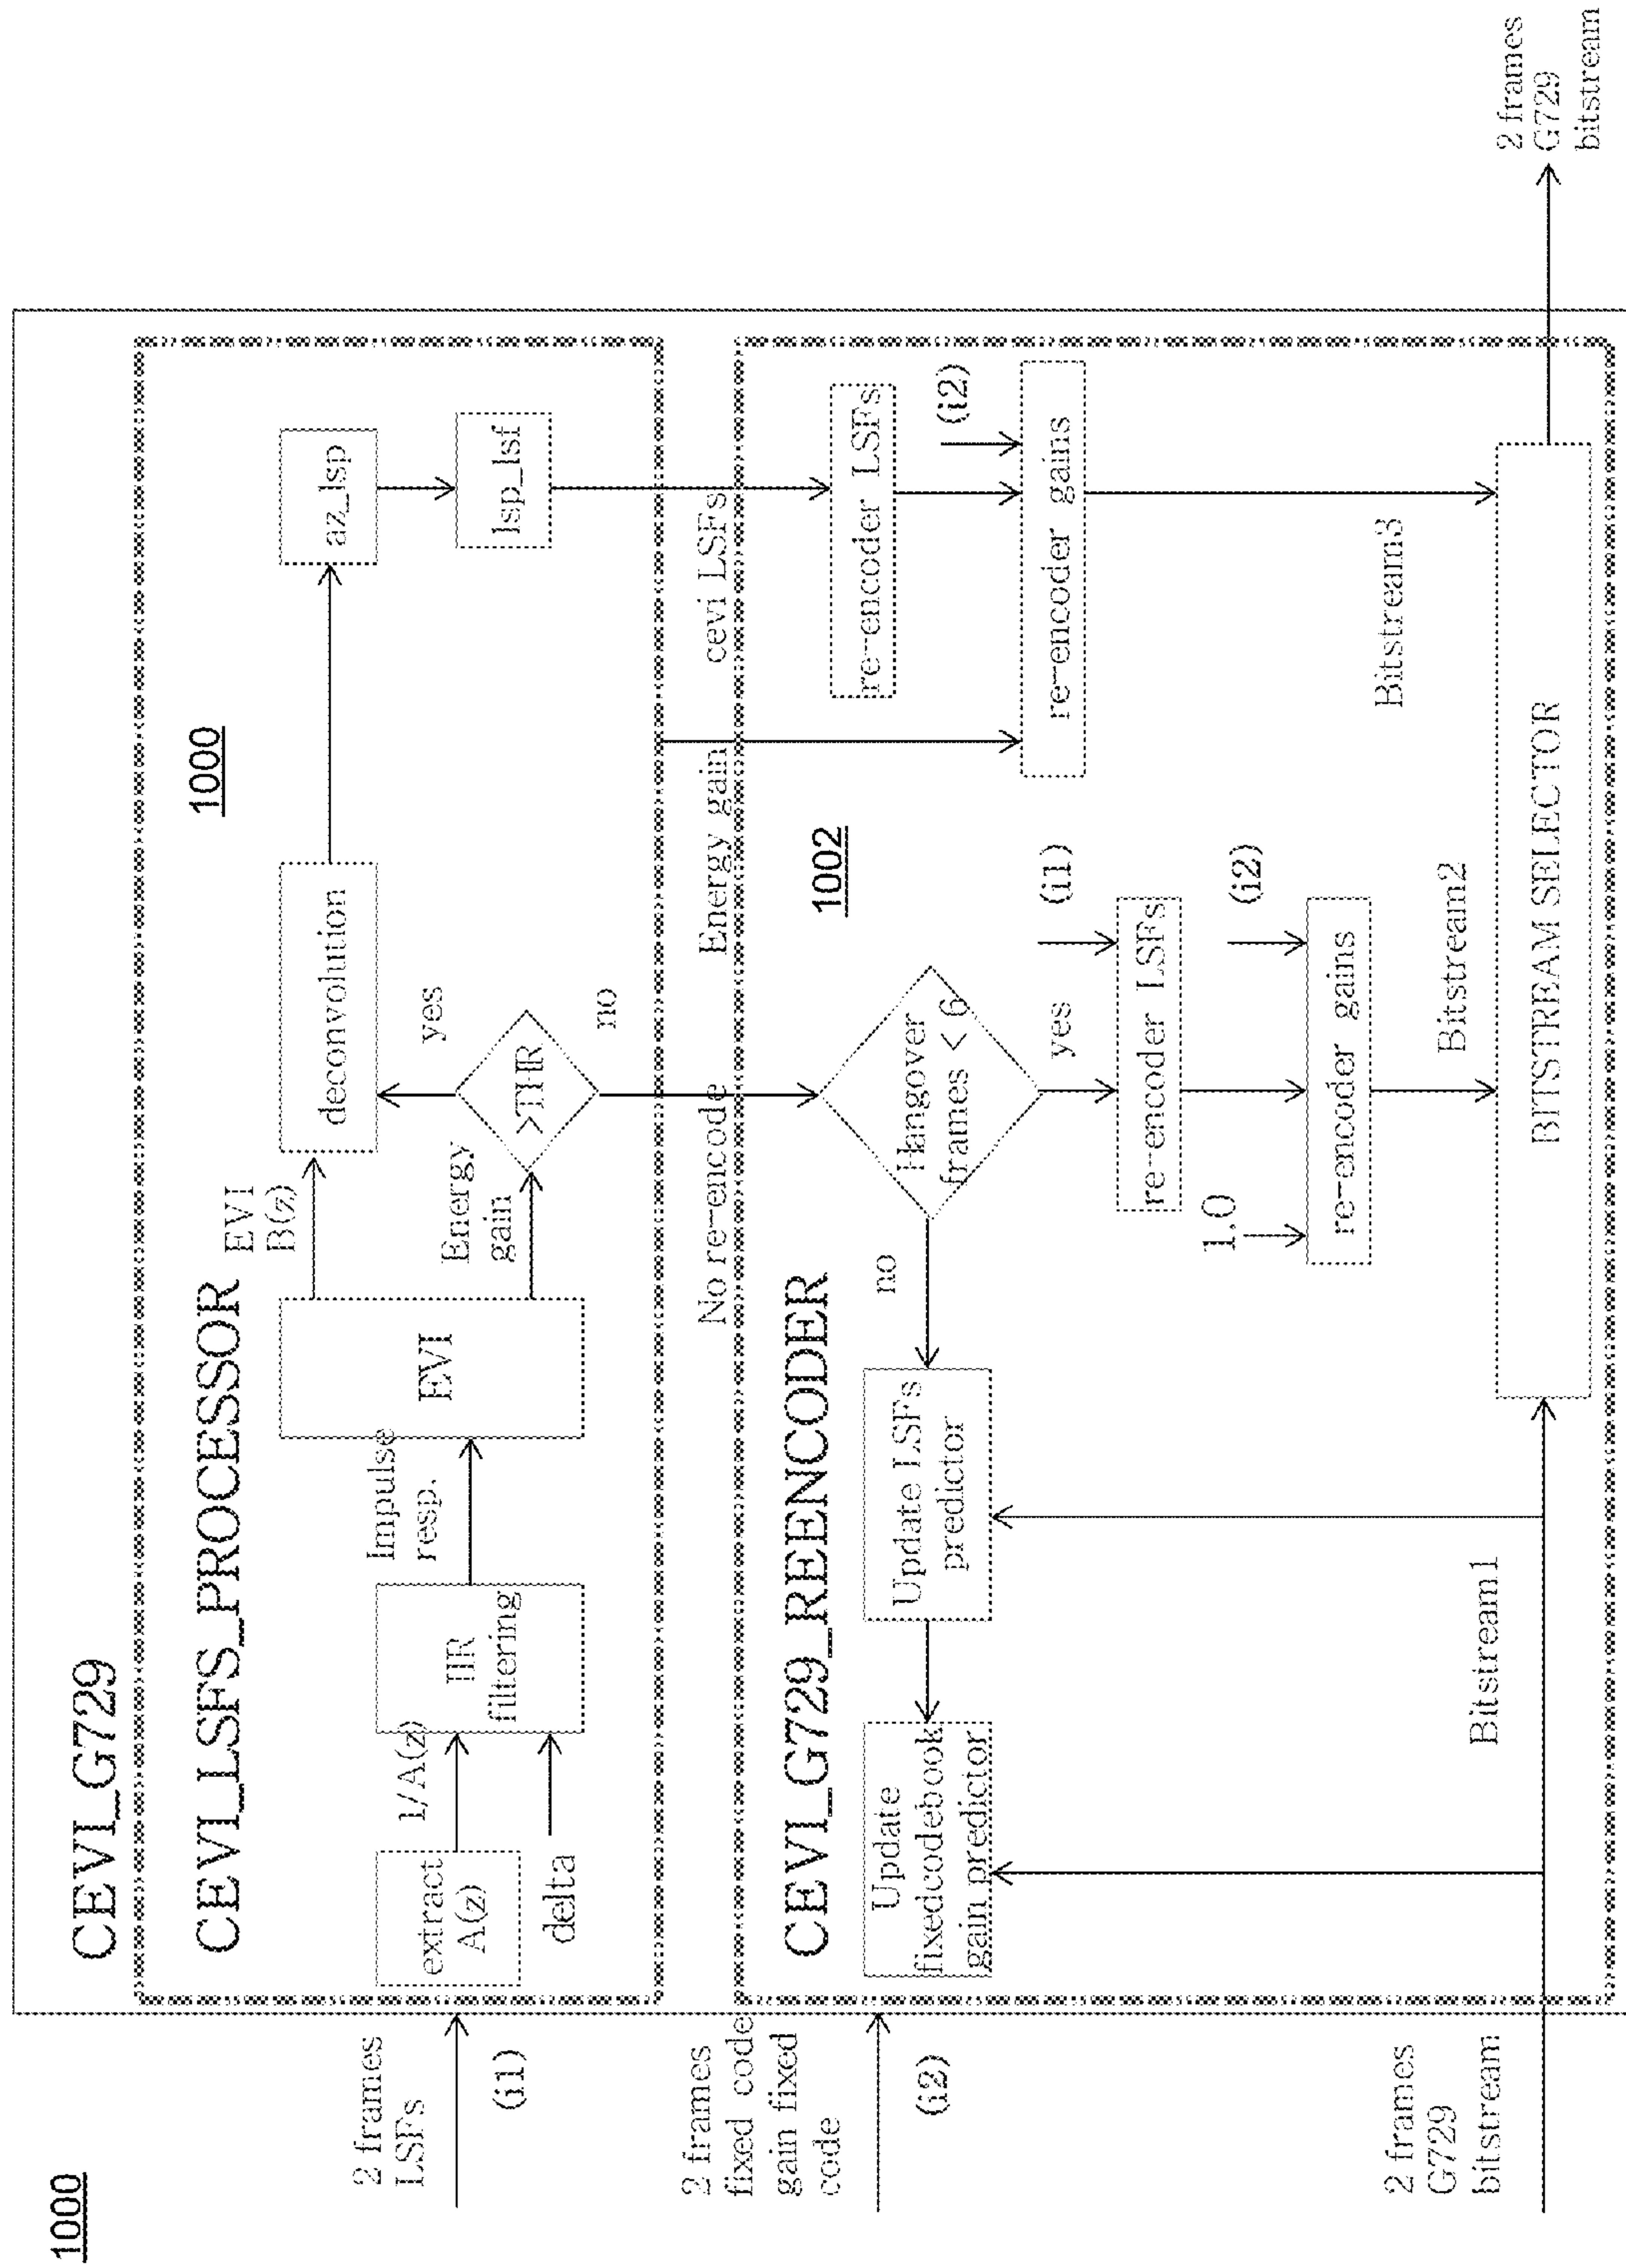 1000
CEVI_G729
CEVI_LSFS_PROCESSOR
1000
2 frames
LSFs
(i1)
extract
A(z)
1/A(z)
delta
IIR
filtering
Impulse
resp.
EVI
EVI
B(z)
Energy
gain
>THR
yes
no
deconvolution
az_lsp
lsp_lsf
No re-encode
Energy gain
cevi LSFs
2 frames
fixed code
gain fixed
code
(i2)
CEVI_G729_REENCODER
1002
Update
fixedcodebook
gain predictor
Update LSFs
predictor
no
Hangover
frames < 6
yes
(i1)
re-encoder LSFs
1.0
(i2)
re-encoder gains
Bitstream2
re-encoder LSFs
(i2)
re-encoder gains
Bitstream3
Bitstream1
BITSTREAM SELECTOR
2 frames
G729
bitstream
2 frames
G729
bitstream